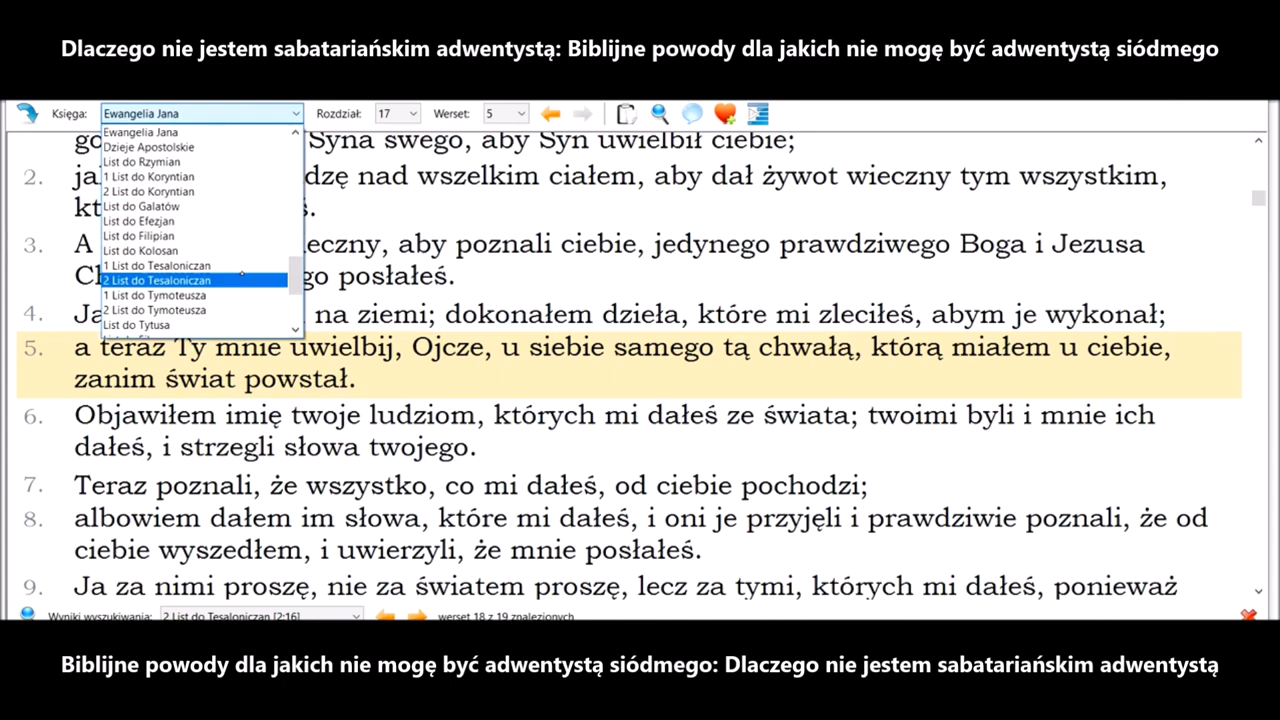 Dlaczego nie jestem sabatariańskim adwentystą: Biblijne powody dla jakich nie mogę być adwentystą siódmego
Księga: Ewangelia Jana Rozdział: 17 Werset: 5
Ewangelia Jana
Dzieje Apostolskie
List do Rzymian
1 List do Koryntian
2 List do Koryntian
List do Galatów
List do Efezjan
List do Filipian
List do Kolosan
1 List do Tesaloniczan
2 List do Tesaloniczan
1 List do Tymoteusza
2 List do Tymoteusza
List do Tytusa
go Syna swego, aby Syn uwielbił ciebie;
2. ja dzę nad wszelkim ciałem, aby dał żywot wieczny tym wszystkim,
kt ś.
3. A eczny, aby poznali ciebie, jedynego prawdziwego Boga i Jezusa
Ch go posłałeś.
4. Ja na ziemi; dokonałem dzieła, które mi zleciłeś, abym je wykonał;
5. a teraz Ty mnie uwielbij, Ojcze, u siebie samego tą chwałą, którą miałem u ciebie,
zanim świat powstał.
6. Objawiłem imię twoje ludziom, których mi dałeś ze świata; twoimi byli i mnie ich
dałeś, i strzegli słowa twojego.
7. Teraz poznali, że wszystko, co mi dałeś, od ciebie pochodzi;
8. albowiem dałem im słowa, które mi dałeś, i oni je przyjęli i prawdziwie poznali, że od
ciebie wyszedłem, i uwierzyli, że mnie posłałeś.
9. Ja za nimi proszę, nie za światem proszę, lecz za tymi, których mi dałeś, ponieważ
Wyniki wyszukiwania: 2 List do Tesaloniczan [2:16] werset 18 z 19 znalezionych
Biblijne powody dla jakich nie mogę być adwentystą siódmego: Dlaczego nie jestem sabatariańskim adwentystą